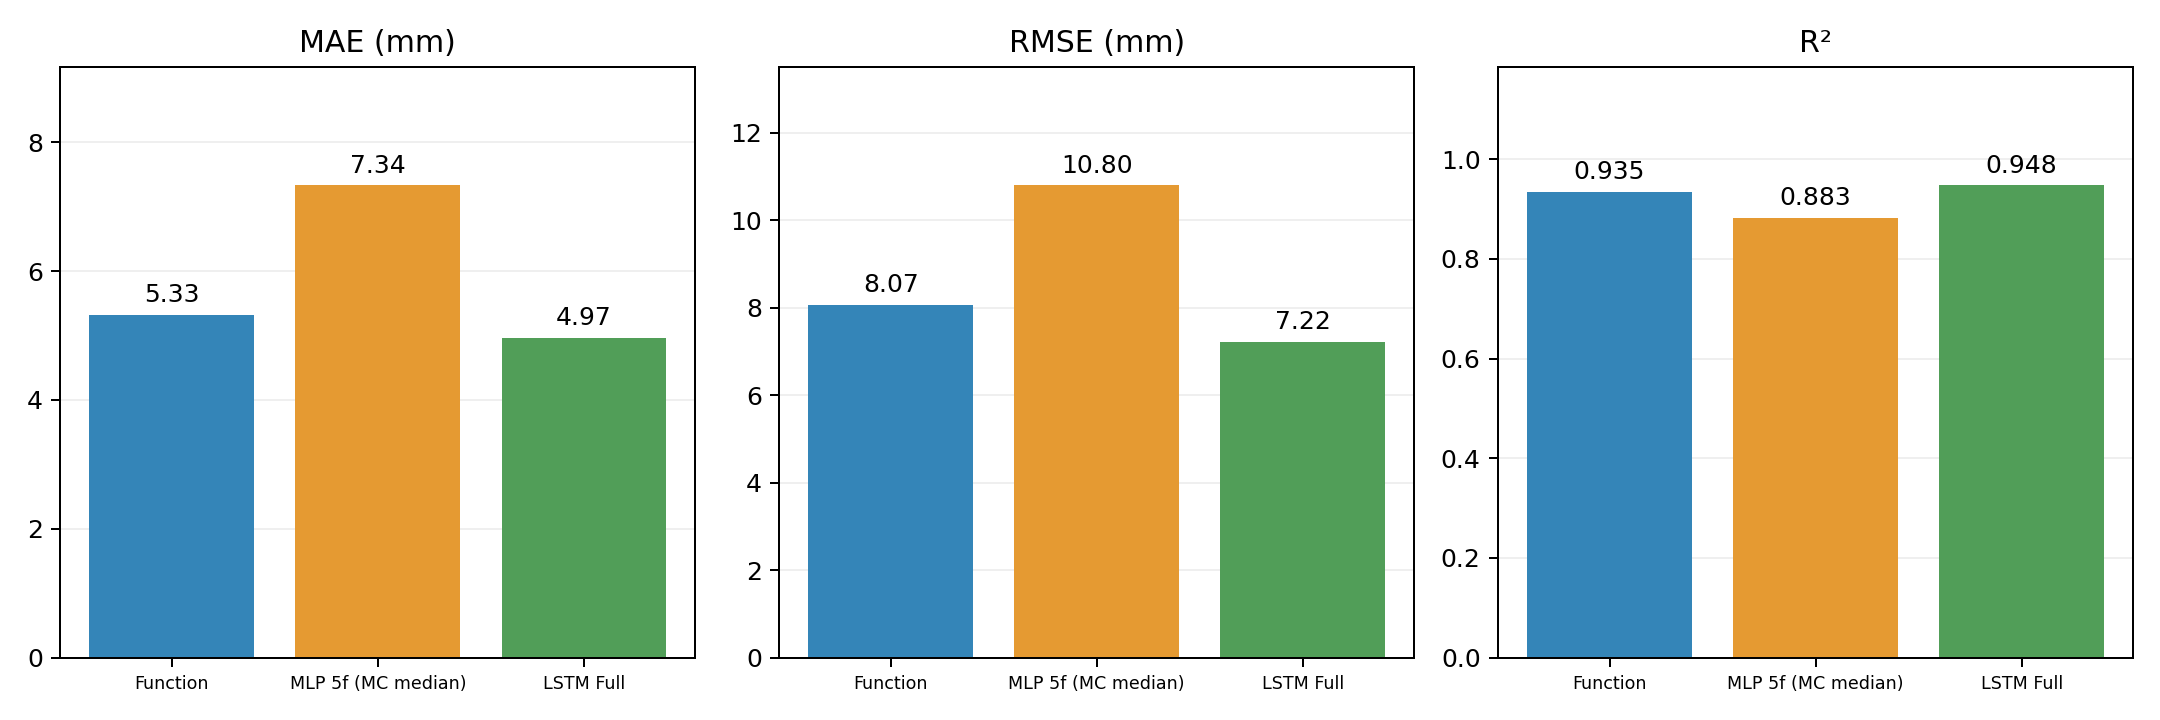 MAE (mm)
8
6
4
2
0
7.34
5.33
4.97
Function
MLP 5f (MC median)
LSTM Full
RMSE (mm)
12
10
8
6
4
2
0
10.80
8.07
7.22
Function
MLP 5f (MC median)
LSTM Full
R²
1.0
0.8
0.6
0.4
0.2
0.0
0.935
0.883
0.948
Function
MLP 5f (MC median)
LSTM Full